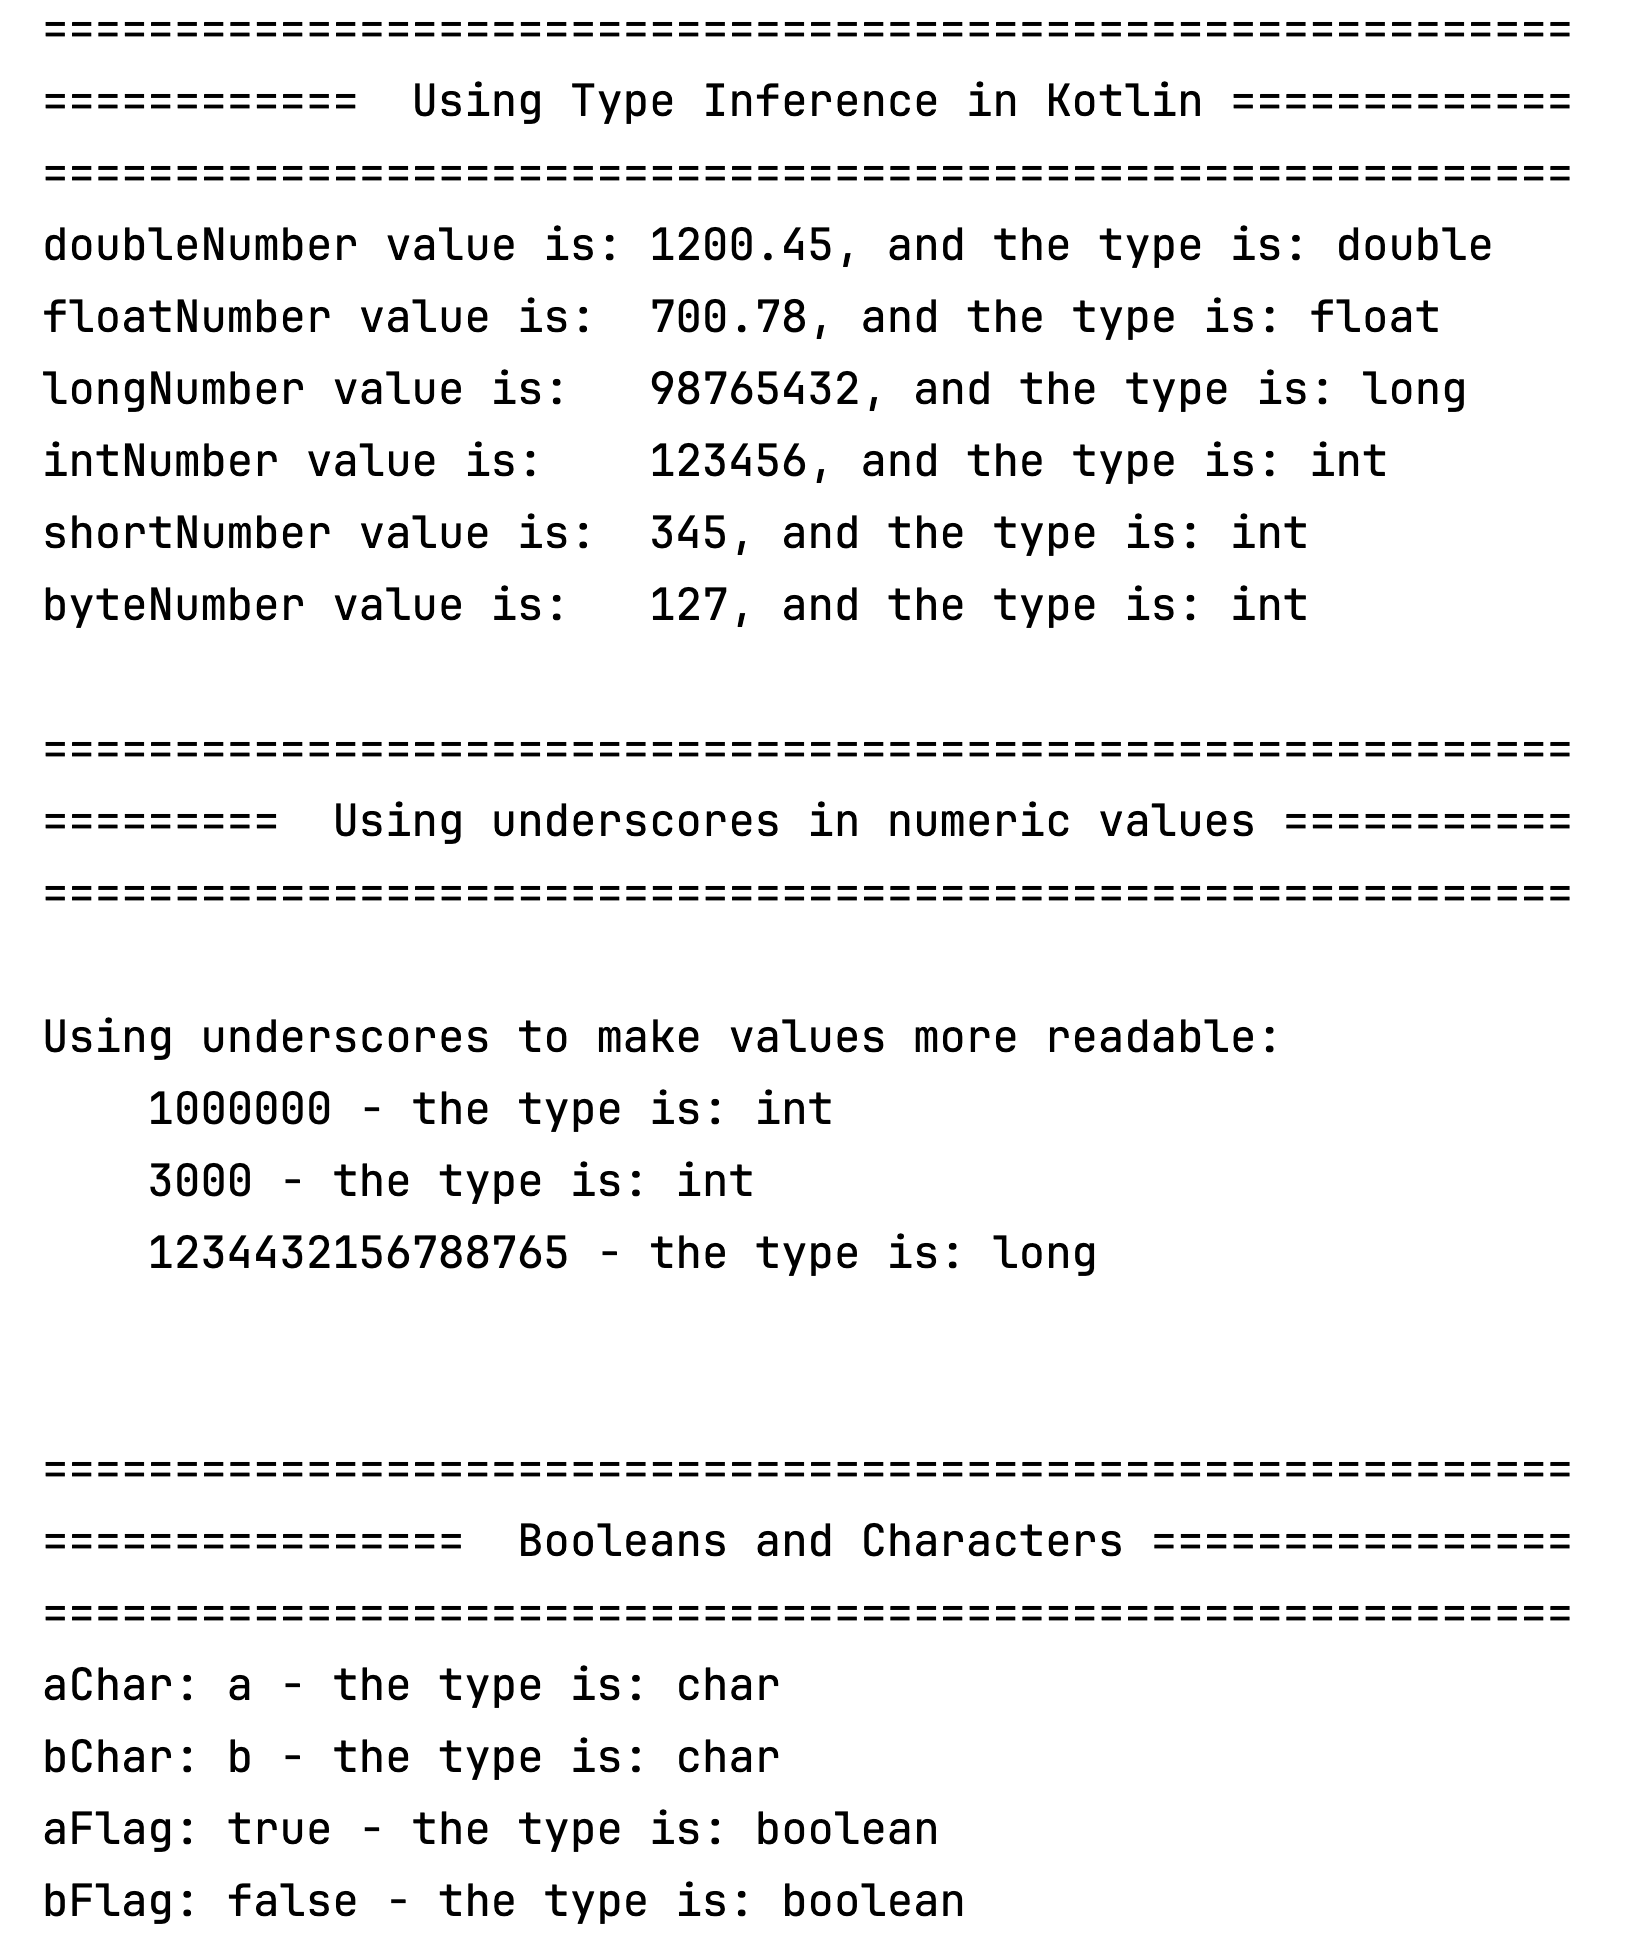 ==========================================================
============  Using Type Inference in Kotlin =============
==========================================================
doubleNumber value is: 1200.45, and the type is: double
floatNumber value is:  700.78, and the type is: float
longNumber value is:   98765432, and the type is: long
intNumber value is:    123456, and the type is: int
shortNumber value is:  345, and the type is: int
byteNumber value is:   127, and the type is: int

==========================================================
=========  Using underscores in numeric values ===========
==========================================================

Using underscores to make values more readable:
    1000000 - the type is: int
    3000 - the type is: int
    1234432156788765 - the type is: long

==========================================================
================  Booleans and Characters ================
==========================================================
aChar: a - the type is: char
bChar: b - the type is: char
aFlag: true - the type is: boolean
bFlag: false - the type is: boolean